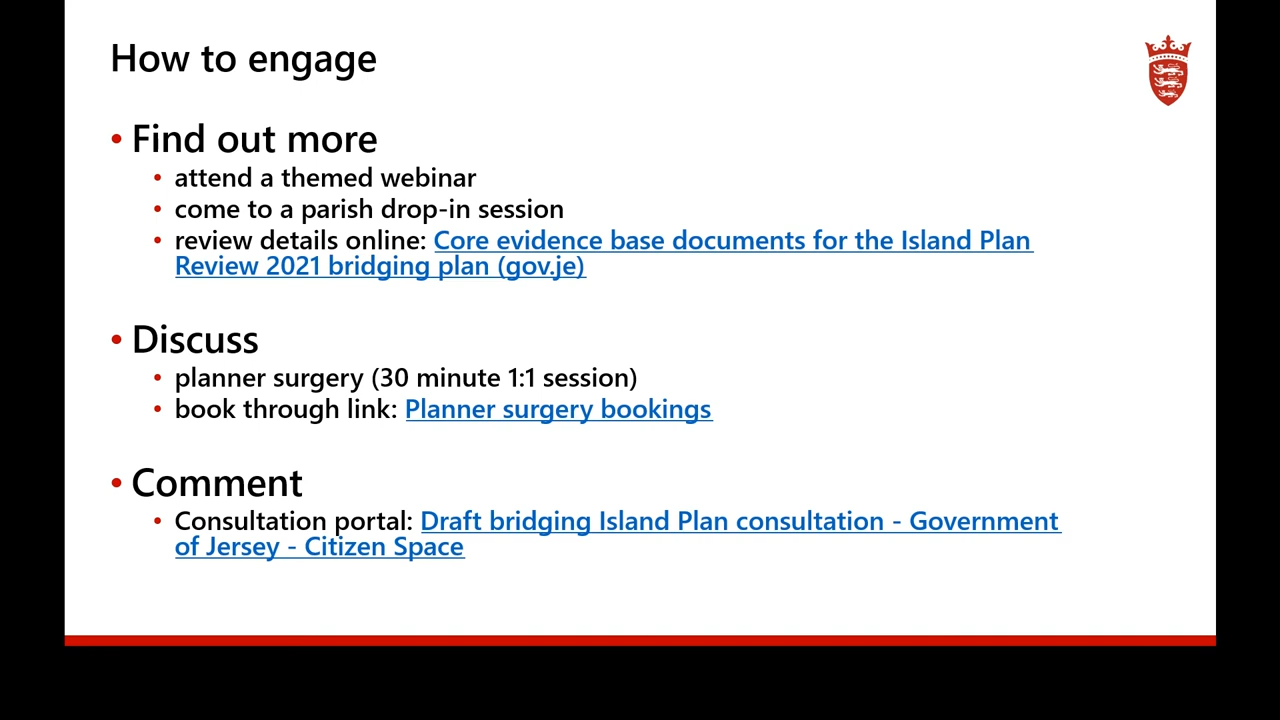 How to engage
• Find out more
• attend a themed webinar
• come to a parish drop-in session
• review details online: Core evidence base documents for the Island Plan
Review 2021 bridging plan (gov.je)
• Discuss
• planner surgery (30 minute 1:1 session)
• book through link: Planner surgery bookings
• Comment
• Consultation portal: Draft bridging Island Plan consultation - Government
of Jersey - Citizen Space